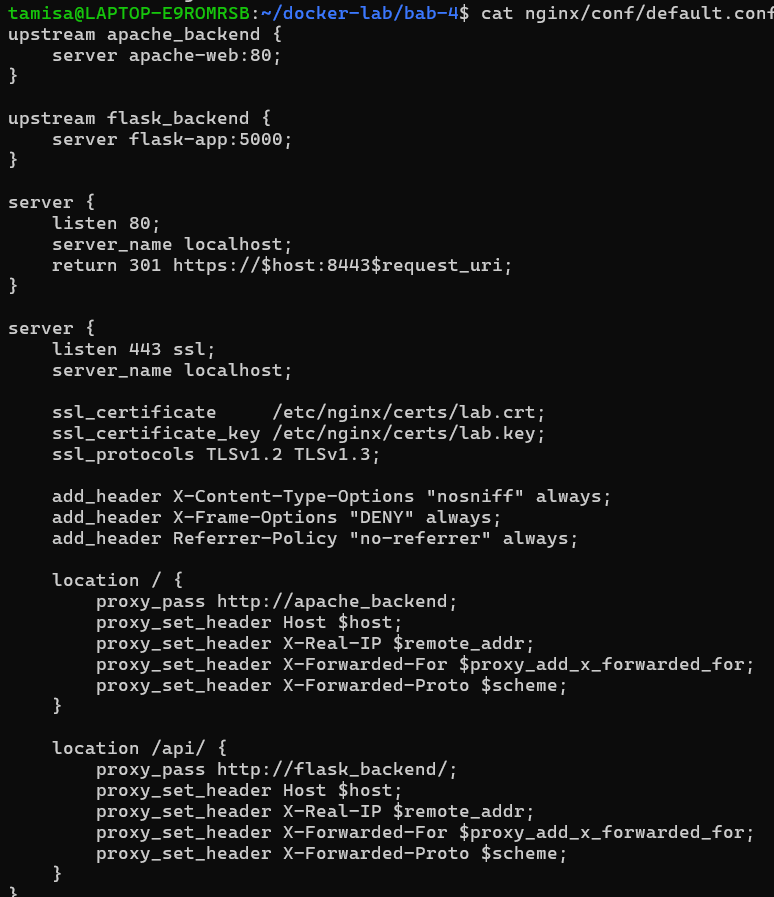 tamisa@LAPTOP-E9ROMRSB:~/docker-lab/bab-4$ cat nginx/conf/default.conf
upstream apache_backend {
    server apache-web:80;
}

upstream flask_backend {
    server flask-app:5000;
}

server {
    listen 80;
    server_name localhost;
    return 301 https://$host:8443$request_uri;
}

server {
    listen 443 ssl;
    server_name localhost;

    ssl_certificate     /etc/nginx/certs/lab.crt;
    ssl_certificate_key /etc/nginx/certs/lab.key;
    ssl_protocols TLSv1.2 TLSv1.3;

    add_header X-Content-Type-Options "nosniff" always;
    add_header X-Frame-Options "DENY" always;
    add_header Referrer-Policy "no-referrer" always;

    location / {
        proxy_pass http://apache_backend;
        proxy_set_header Host $host;
        proxy_set_header X-Real-IP $remote_addr;
        proxy_set_header X-Forwarded-For $proxy_add_x_forwarded_for;
        proxy_set_header X-Forwarded-Proto $scheme;
    }

    location /api/ {
        proxy_pass http://flask_backend/;
        proxy_set_header Host $host;
        proxy_set_header X-Real-IP $remote_addr;
        proxy_set_header X-Forwarded-For $proxy_add_x_forwarded_for;
        proxy_set_header X-Forwarded-Proto $scheme;
    }
}